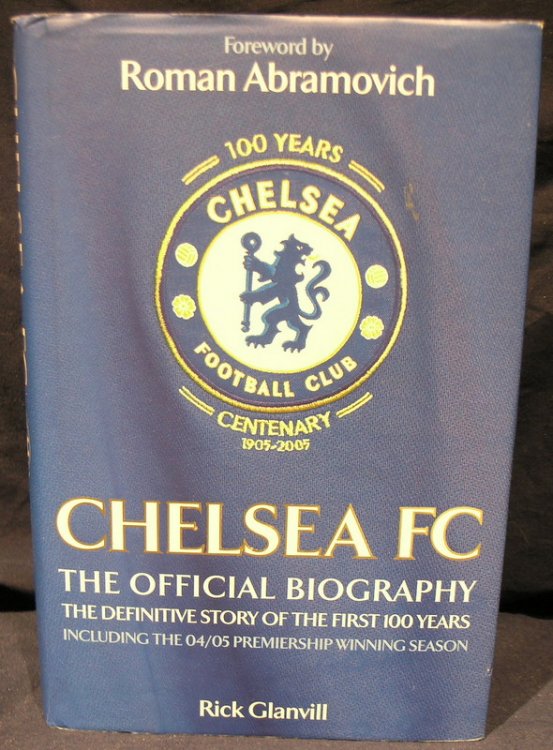 Foreword by
Roman Abramovich
100 YEARS
CHELSEA
FOOTBALL CLUB
CENTENARY
1905-2005
CHELSEA FC
THE OFFICIAL BIOGRAPHY
THE DEFINITIVE STORY OF THE FIRST 100 YEARS
INCLUDING THE 04/05 PREMIERSHIP WINNING SEASON
Rick Glanvill